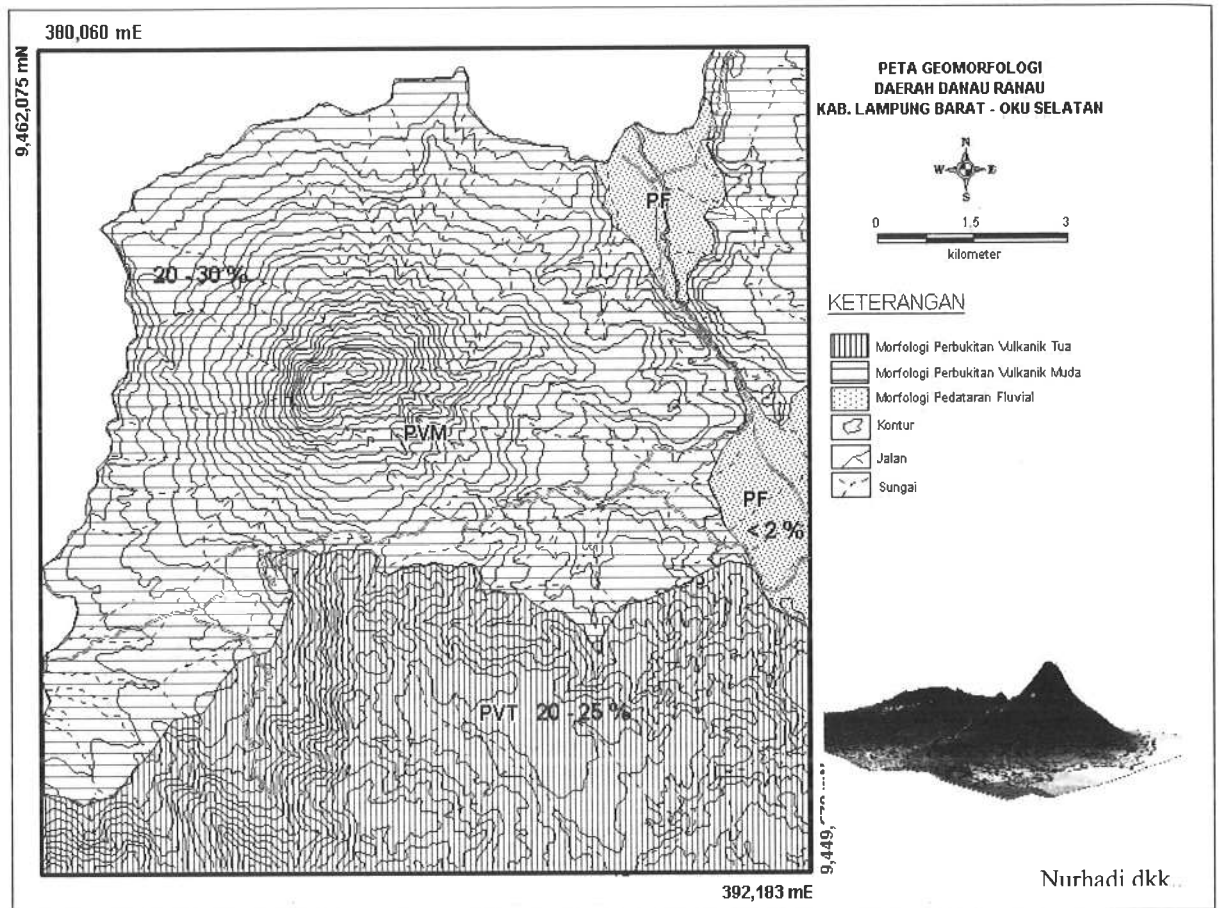 380,060 mE
9,462,075 mN
PETA GEOMORFOLOGI
DAERAH DANAU RANAU
KAB. LAMPUNG BARAT - OKU SELATAN
N
W E
S
0 1,5 3
kilometer
KETERANGAN
Morfologi Perbukitan Vulkanik Tua
Morfologi Perbukitan Vulkanik Muda
Morfologi Pedataran Fluvial
Kontur
Jalan
Sungai
PF
20 - 30 %
PVM
PF
< 2 %
PVT 20 - 25 %
392,183 mE
Nurhadi dkk..